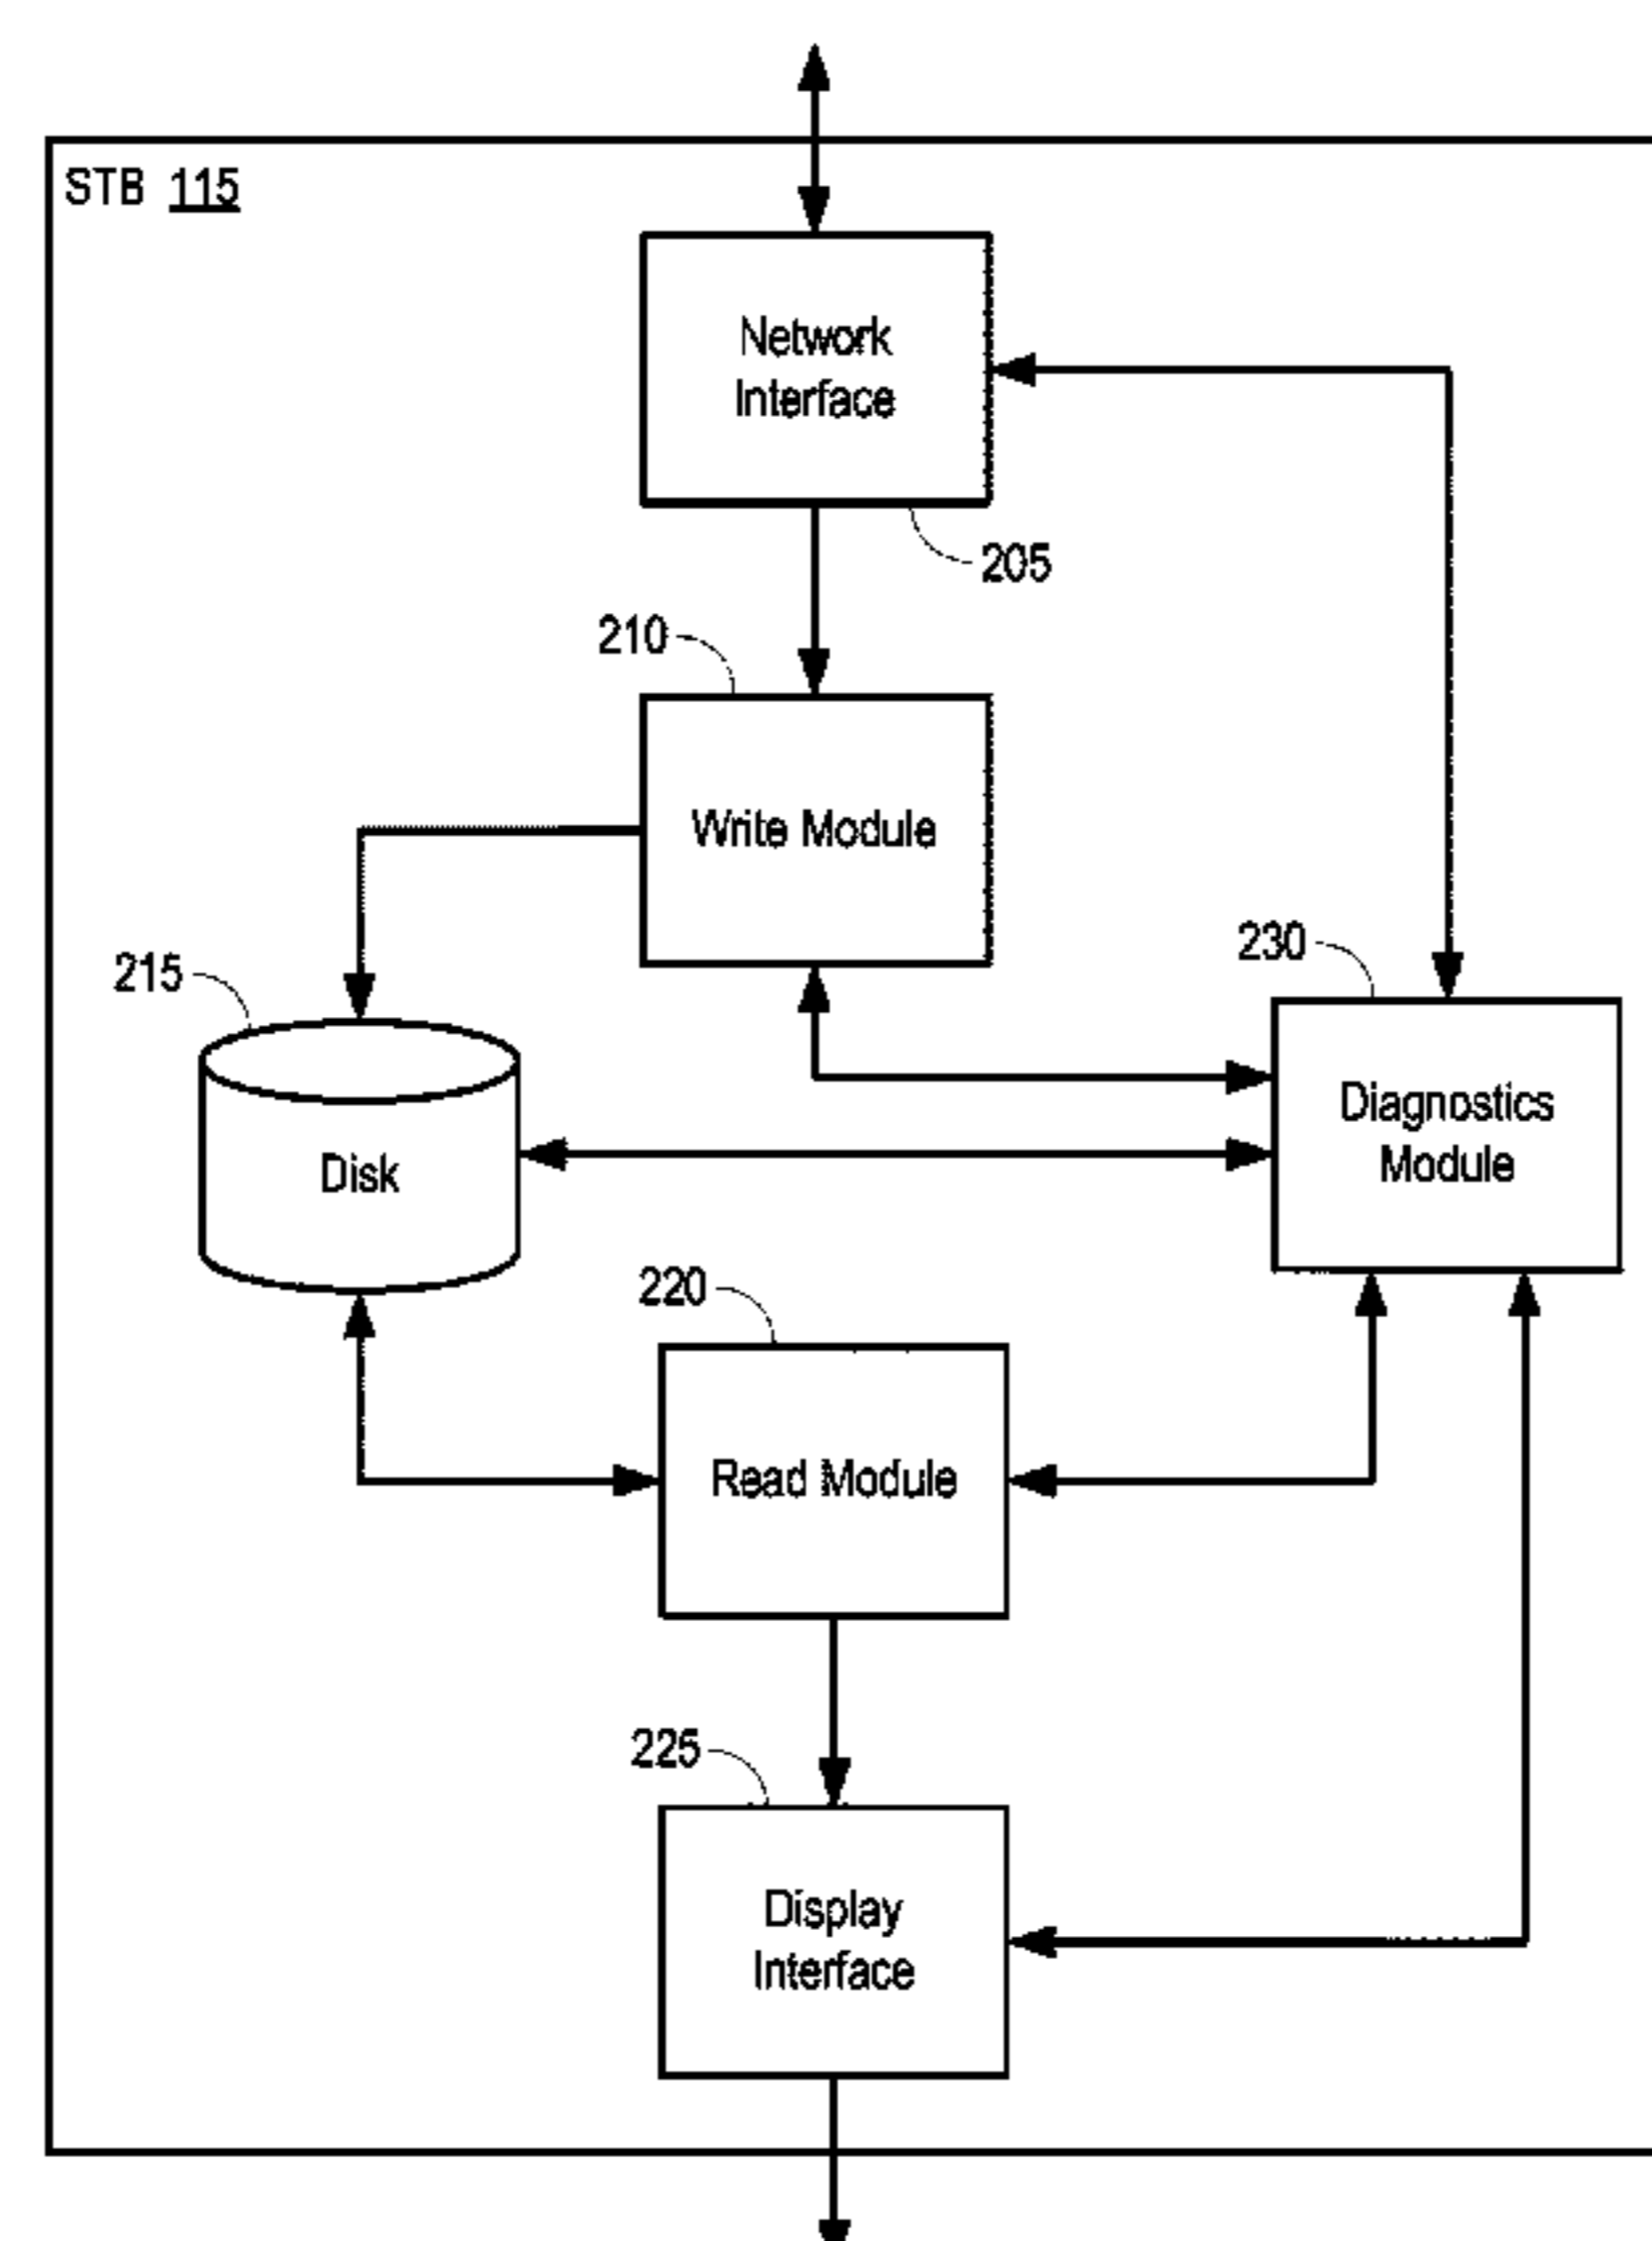 STB 115
Network
Interface
205
210
Write Module
230
215
Diagnostics
Module
Disk
220
Read Module
225
Display
Interface